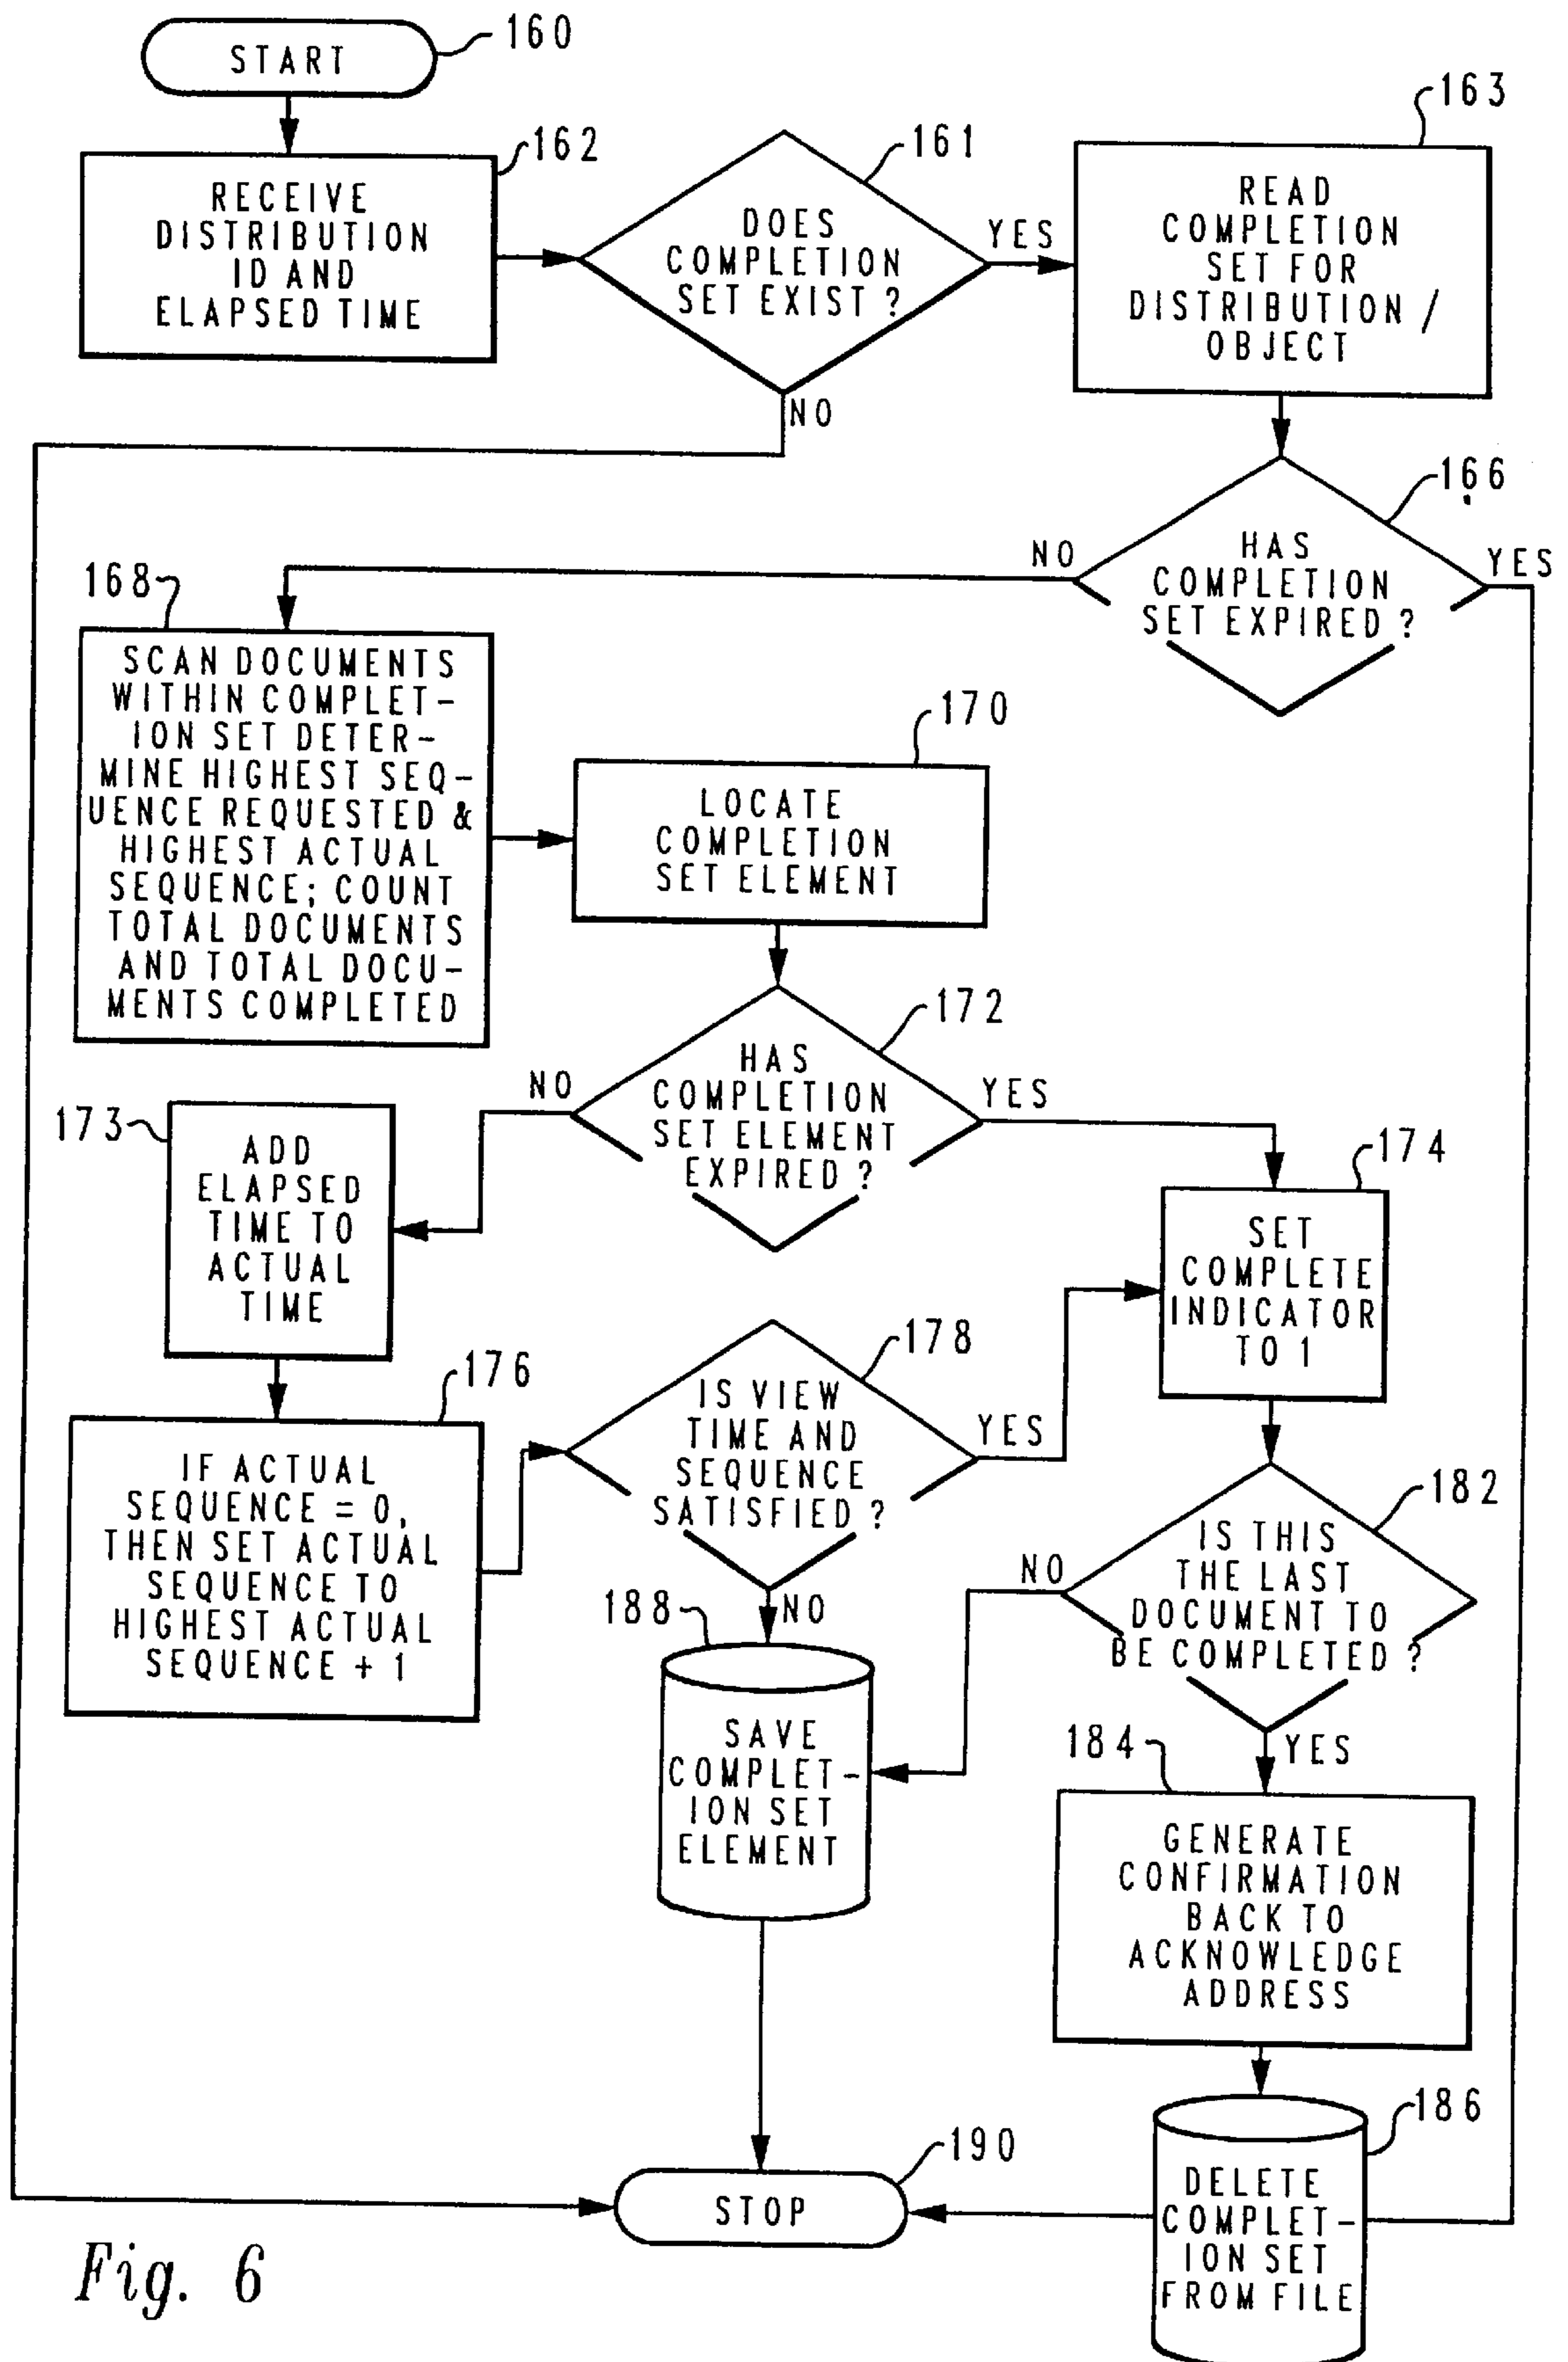 START
160
RECEIVE
DISTRIBUTION
ID AND
ELAPSED TIME
162
DOES
COMPLETION
SET EXIST ?
161
YES
NO
READ
COMPLETION
SET FOR
DISTRIBUTION /
OBJECT
163
HAS
COMPLETION
SET EXPIRED ?
166
NO
YES
168
SCAN DOCUMENTS
WITHIN COMPLET-
ION SET DETER-
MINE HIGHEST SEQ-
UENCE REQUESTED &
HIGHEST ACTUAL
SEQUENCE; COUNT
TOTAL DOCUMENTS
AND TOTAL DOCU-
MENTS COMPLETED
170
LOCATE
COMPLETION
SET ELEMENT
172
HAS
COMPLETION
SET ELEMENT
EXPIRED ?
NO
YES
173
ADD
ELAPSED
TIME TO
ACTUAL
TIME
174
SET
COMPLETE
INDICATOR
TO 1
176
IF ACTUAL
SEQUENCE = 0,
THEN SET ACTUAL
SEQUENCE TO
HIGHEST ACTUAL
SEQUENCE + 1
178
IS VIEW
TIME AND
SEQUENCE
SATISFIED ?
YES
NO
182
IS THIS
THE LAST
DOCUMENT TO
BE COMPLETED ?
NO
YES
188
SAVE
COMPLET-
ION SET
ELEMENT
184
GENERATE
CONFIRMATION
BACK TO
ACKNOWLEDGE
ADDRESS
186
DELETE
COMPLET-
ION SET
FROM FILE
190
STOP
Fig. 6